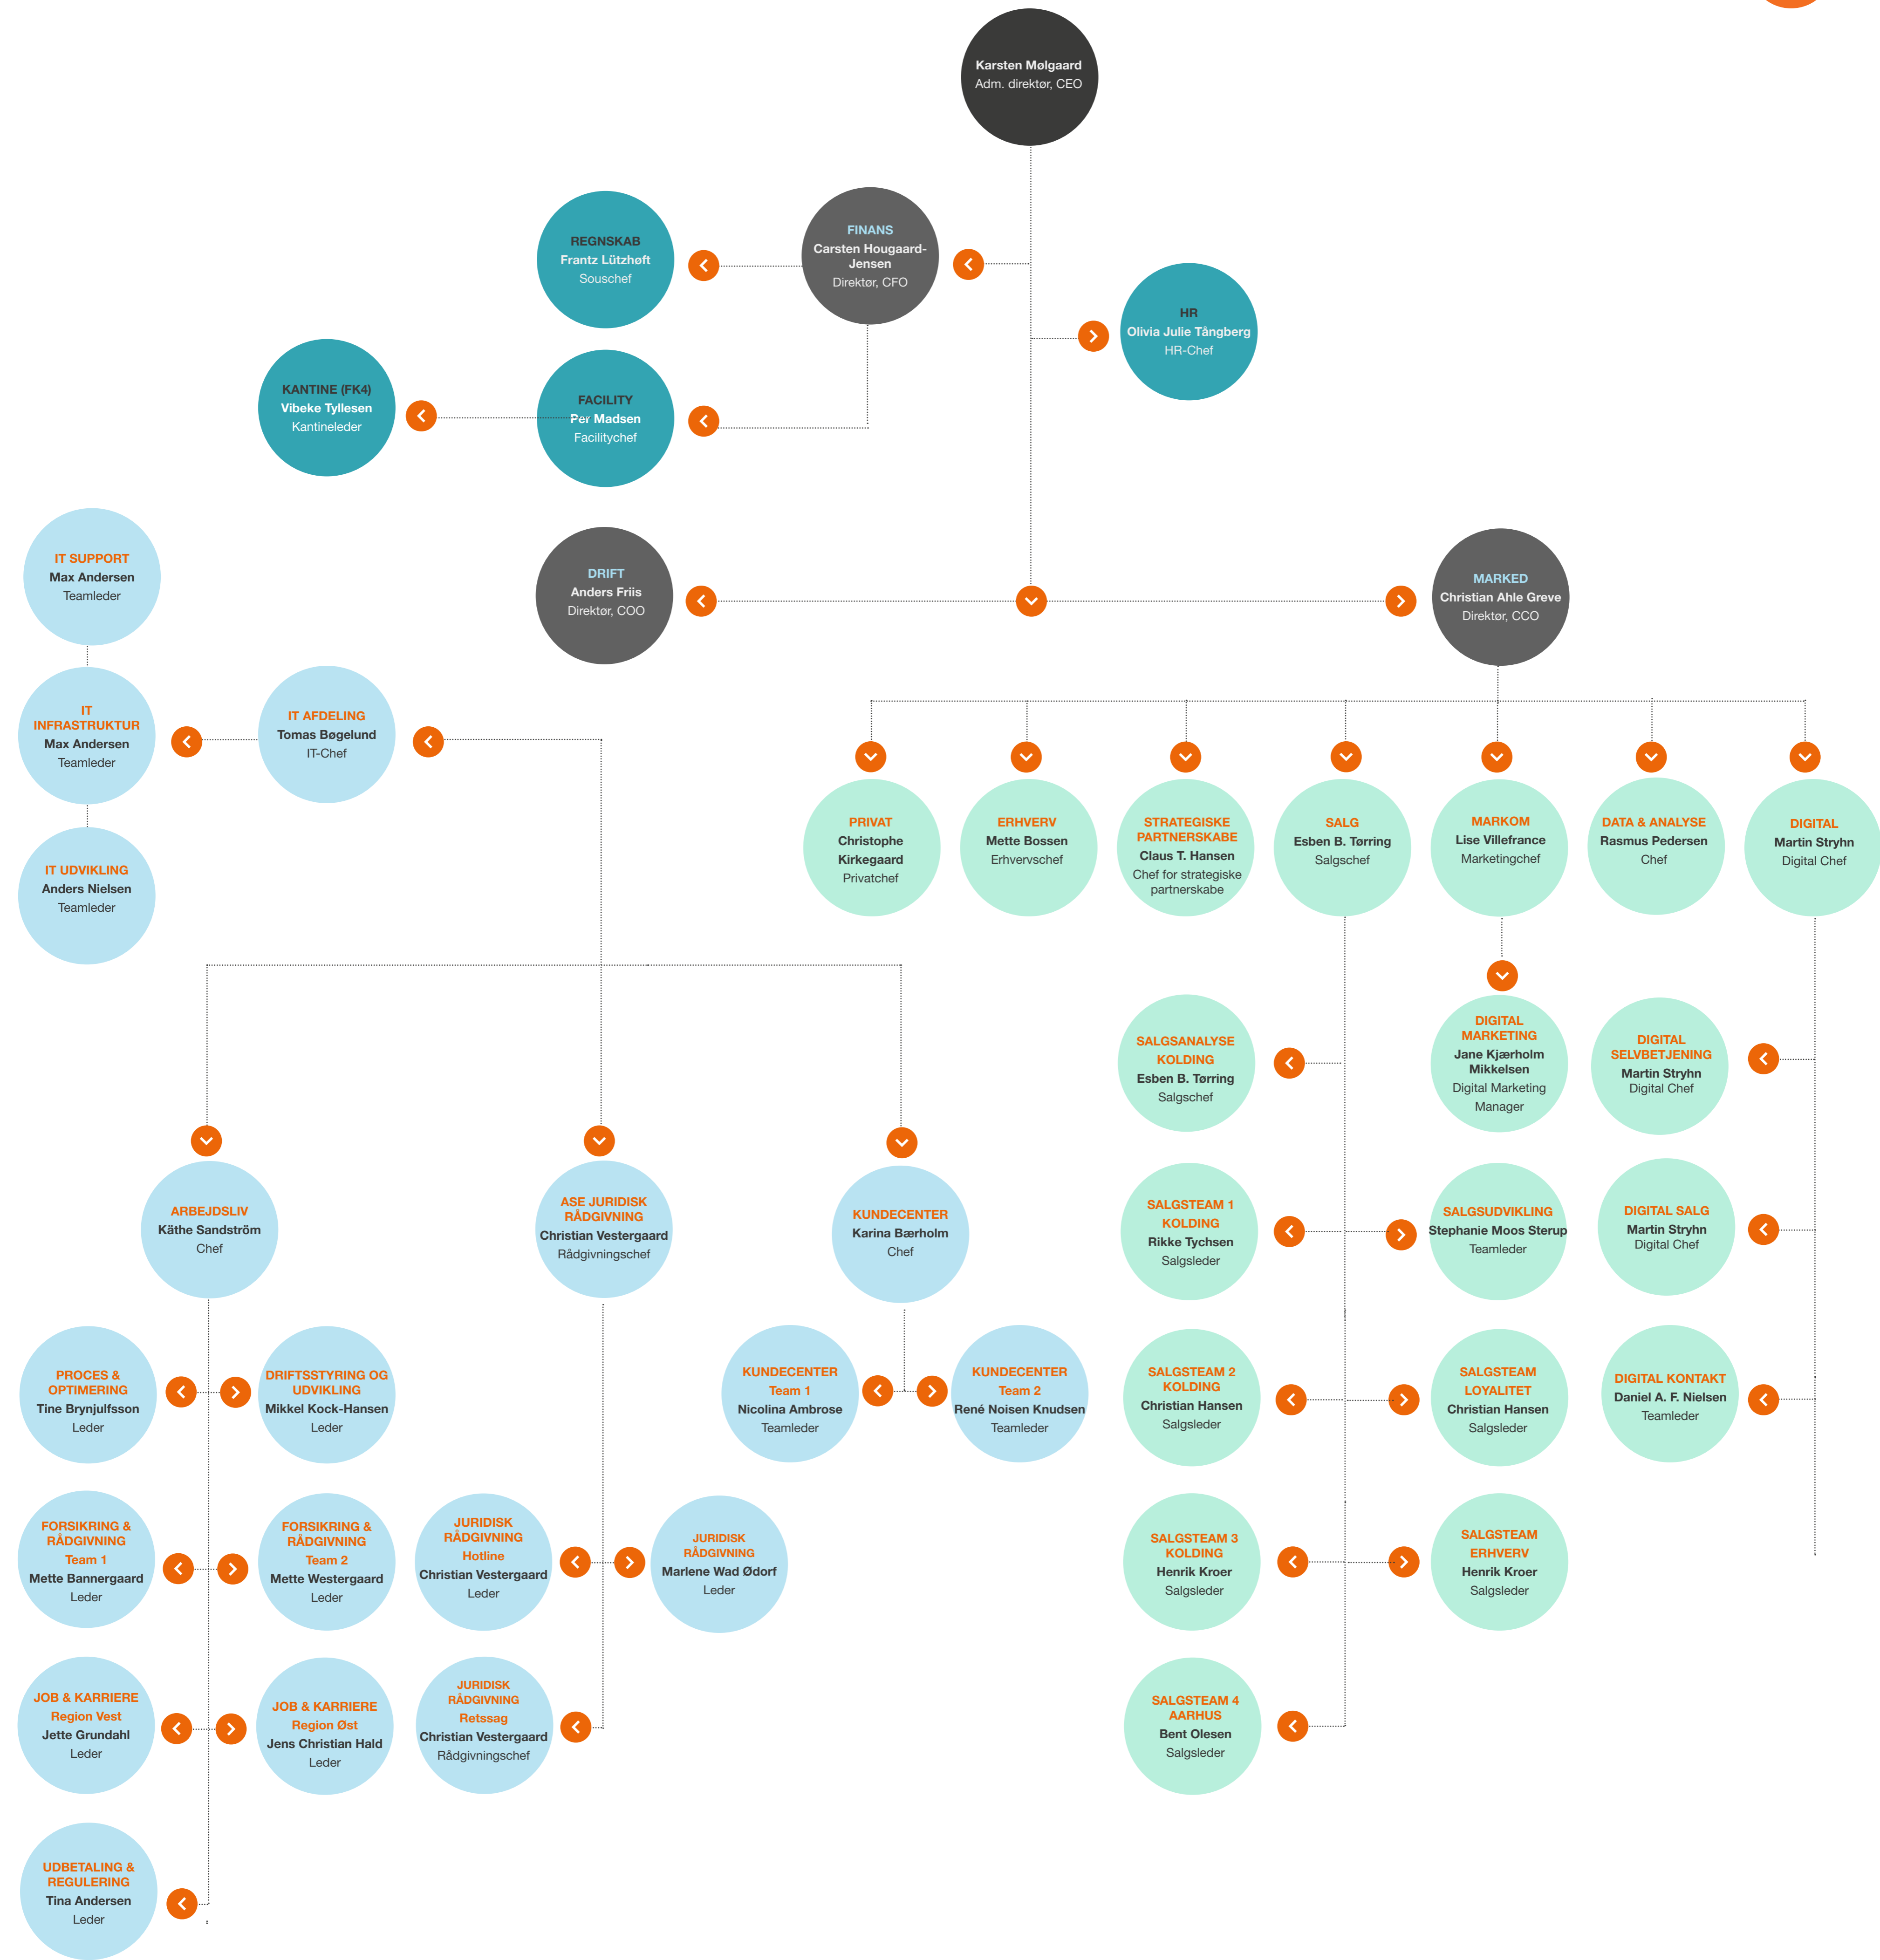 Karsten Mølgaard
Adm. direktør, CEO
FINANS
Carsten Hougaard-
Jensen
Direktør, CFO
REGNSKAB
Frantz Lützhøft
Souschef
HR
Olivia Julie Tångberg
HR-Chef
KANTINE (FK4)
Vibeke Tyllesen
Kantineleder
FACILITY
Per Madsen
Facilitychef
DRIFT
Anders Friis
Direktør, COO
MARKED
Christian Ahle Greve
Direktør, CCO
IT SUPPORT
Max Andersen
Teamleder
IT
INFRASTRUKTUR
Max Andersen
Teamleder
IT AFDELING
Tomas Bøgelund
IT-Chef
IT UDVIKLING
Anders Nielsen
Teamleder
PRIVAT
Christophe
Kirkegaard
Privatchef
ERHVERV
Mette Bossen
Erhvervschef
STRATEGISKE
PARTNERSKABE
Claus T. Hansen
Chef for strategiske
partnerskabe
SALG
Esben B. Tørring
Salgschef
MARKOM
Lise Villefrance
Marketingchef
DATA & ANALYSE
Rasmus Pedersen
Chef
DIGITAL
Martin Stryhn
Digital Chef
SALGSANALYSE
KOLDING
Esben B. Tørring
Salgschef
DIGITAL
MARKETING
Jane Kjærholm
Mikkelsen
Digital Marketing
Manager
DIGITAL
SELVBETJENING
Martin Stryhn
Digital Chef
ARBEJDSLIV
Käthe Sandström
Chef
ASE JURIDISK
RÅDGIVNING
Christian Vestergaard
Rådgivningschef
KUNDECENTER
Karina Bærholm
Chef
SALGSTEAM 1
KOLDING
Rikke Tychsen
Salgsleder
SALGSUDVIKLING
Stephanie Moos Sterup
Teamleder
DIGITAL SALG
Martin Stryhn
Digital Chef
PROCES &
OPTIMERING
Tine Brynjulfsson
Leder
DRIFTSSTYRING OG
UDVIKLING
Mikkel Kock-Hansen
Leder
KUNDECENTER
Team 1
Nicolina Ambrose
Teamleder
KUNDECENTER
Team 2
René Noisen Knudsen
Teamleder
SALGSTEAM 2
KOLDING
Christian Hansen
Salgsleder
SALGSTEAM
LOYALITET
Christian Hansen
Salgsleder
DIGITAL KONTAKT
Daniel A. F. Nielsen
Teamleder
FORSIKRING &
RÅDGIVNING
Team 1
Mette Bannergaard
Leder
FORSIKRING &
RÅDGIVNING
Team 2
Mette Westergaard
Leder
JURIDISK
RÅDGIVNING
Hotline
Christian Vestergaard
Leder
JURIDISK
RÅDGIVNING
Marlene Wad Ødorf
Leder
SALGSTEAM 3
KOLDING
Henrik Kroer
Salgsleder
SALGSTEAM
ERHVERV
Henrik Kroer
Salgsleder
JOB & KARRIERE
Region Vest
Jette Grundahl
Leder
JOB & KARRIERE
Region Øst
Jens Christian Hald
Leder
JURIDISK
RÅDGIVNING
Retssag
Christian Vestergaard
Rådgivningschef
SALGSTEAM 4
AARHUS
Bent Olesen
Salgsleder
UDBETALING &
REGULERING
Tina Andersen
Leder